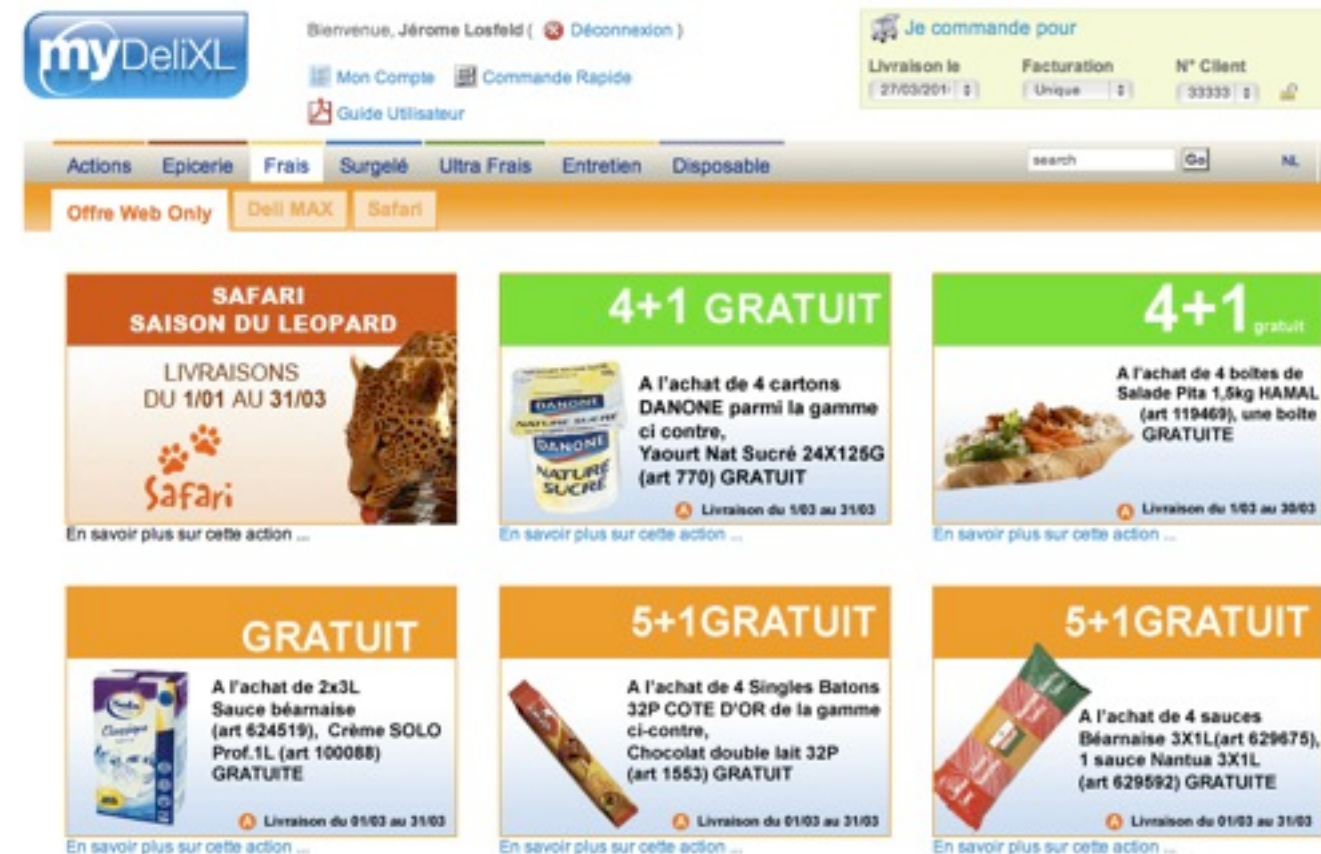 myDeliXL
Bienvenue, Jérome Losfeld ( Déconnexion )
Mon Compte Commande Rapide
Guide Utilisateur
Je commande pour
Livraison le Facturation N° Client
27/03/201 Unique 33333
Actions Epicerie Frais Surgelé Ultra Frais Entretien Disposable
search Go NL
Offre Web Only Deli MAX Safari
SAFARI
SAISON DU LEOPARD
LIVRAISONS
DU 1/01 AU 31/03
Safari
En savoir plus sur cette action ...
4+1 GRATUIT
DANONE
NATURE SUCRÉ
DANONE
NATURE
SUCRÉ
A l'achat de 4 cartons
DANONE parmi la gamme
ci contre,
Yaourt Nat Sucré 24X125G
(art 770) GRATUIT
A Livraison du 1/03 au 31/03
En savoir plus sur cette action ...
4+1 gratuit
A l'achat de 4 boîtes de
Salade Pita 1,5kg HAMAL
(art 119469), une boîte
GRATUITE
A Livraison du 1/03 au 30/03
En savoir plus sur cette action ...
GRATUIT
A l'achat de 2x3L
Sauce béarnaise
(art 624519), Crème SOLO
Prof.1L (art 100088)
GRATUITE
A Livraison du 01/03 au 31/03
En savoir plus sur cette action ...
5+1GRATUIT
A l'achat de 4 Singles Batons
32P COTE D'OR de la gamme
ci-contre,
Chocolat double lait 32P
(art 1553) GRATUIT
A Livraison du 01/03 au 31/03
En savoir plus sur cette action ...
5+1GRATUIT
A l'achat de 4 sauces
Béarnaise 3X1L(art 629675),
1 sauce Nantua 3X1L
(art 629592) GRATUITE
A Livraison du 01/03 au 31/03
En savoir plus sur cette action ...